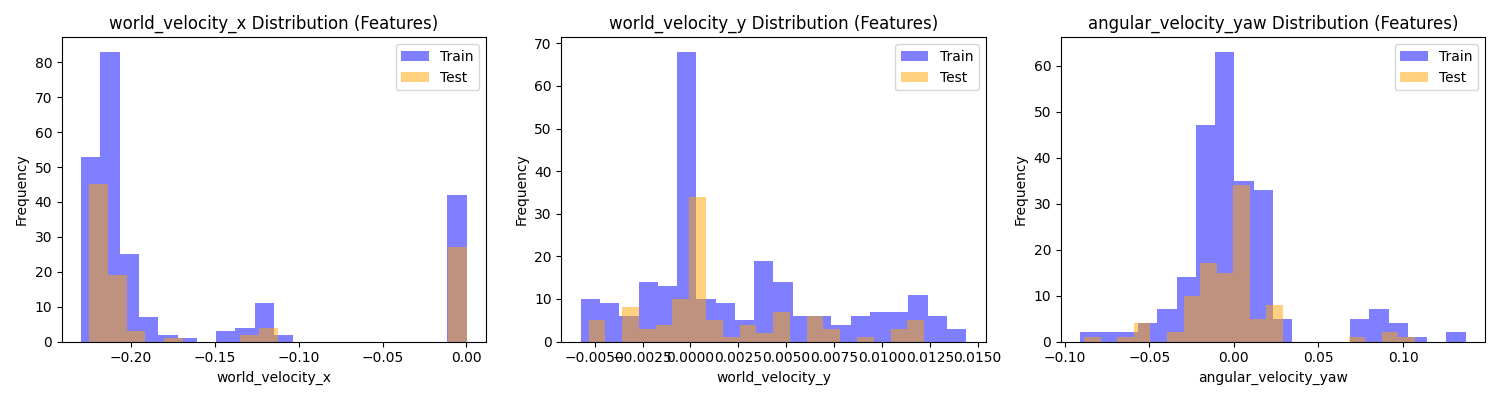 world_velocity_x Distribution (Features)
Train
Test
80
70
60
50
40
30
20
10
0
Frequency
−0.20
−0.15
−0.10
−0.05
0.00
world_velocity_x
world_velocity_y Distribution (Features)
Train
Test
70
60
50
40
30
20
10
0
Frequency
−0.0050
−0.0025
0.0000
0.0025
0.0050
0.0075
0.0100
0.0125
0.0150
world_velocity_y
angular_velocity_yaw Distribution (Features)
Train
Test
60
50
40
30
20
10
0
Frequency
−0.10
−0.05
0.00
0.05
0.10
angular_velocity_yaw